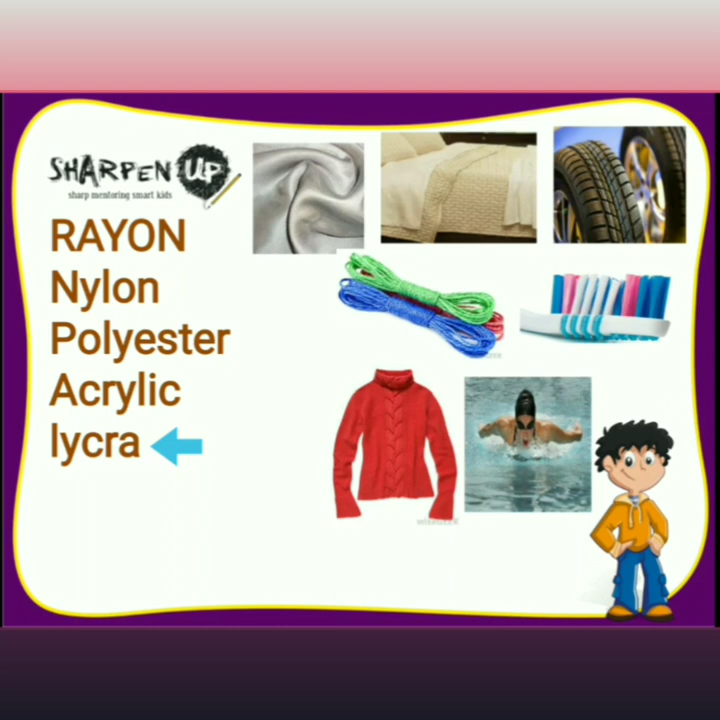 SHARPEN UP
sharp mentoring smart kids
RAYON
Nylon
Polyester
Acrylic
lycra